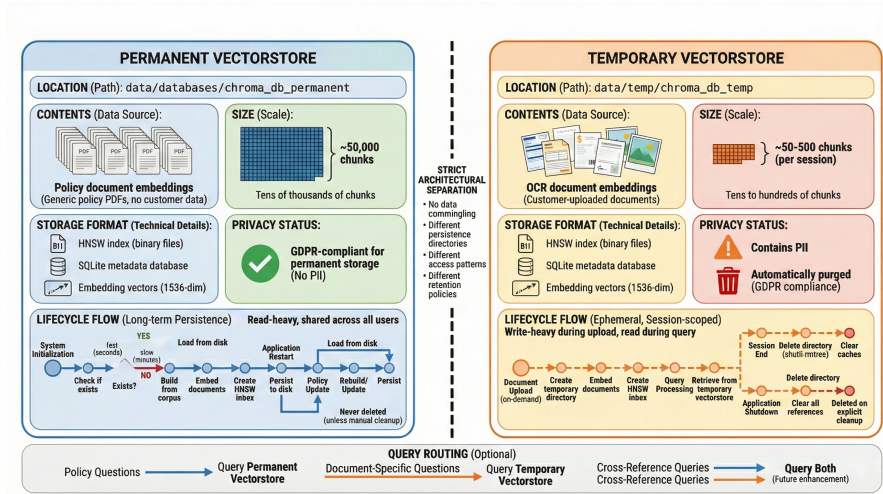 PERMANENT VECTORSTORE
LOCATION (Path): data/databases/chroma_db_permanent
CONTENTS (Data Source):
PDF PDF PDF PDF
Policy document embeddings
(Generic policy PDFs, no customer data)
SIZE (Scale):
~50,000
chunks
Tens of thousands of chunks
STORAGE FORMAT (Technical Details):
HNSW index (binary files)
SQLite metadata database
Embedding vectors (1536-dim)
PRIVACY STATUS:
GDPR-compliant for
permanent storage
(No PII)
LIFECYCLE FLOW (Long-term Persistence)
Read-heavy, shared across all users
System
Initialization
Check if
exists
YES
(seconds)
slow
(minutes)
NO
Exists?
Load from disk
Build
from
corpus
Embed
documents
Create
HNSW
inbex
Application
Restart
Persist
to disk
Load from disk
Policy
Update
Rebuild/
Update
Persist
Never deleted
(unless manual cleanup)
STRICT
ARCHITECTURAL
SEPARATION
• No data
commingling
• Different
persistence
directories
• Different
access patterns
• Different
retention
policies
TEMPORARY VECTORSTORE
LOCATION (Path): data/temp/chroma_db_temp
CONTENTS (Data Source):
OCR document embeddings
(Customer-uploaded documents)
SIZE (Scale):
~50-500 chunks
(per session)
Tens to hundreds of chunks
STORAGE FORMAT (Technical Details):
HNSW index (binary files)
SQLite metadata database
Embedding vectors (1536-dim)
PRIVACY STATUS:
Contains PII
Automatically purged
(GDPR compliance)
LIFECYCLE FLOW (Ephemeral, Session-scoped)
Write-heavy during upload, read during query
Document
Upload
(on-demand)
Create
temporary
directory
Embed
documents
Create
HNSW
inbex
Query
Processing
Retrieve from
temporary
vectorstore
Session
End
Delete directory
(shutli-rmtree)
Clear
caches
Delete directory
Application
Shutdown
Clear all
references
Deleted on
explicit
cleanup
QUERY ROUTING (Optional)
Policy Questions
Query Permanent
Vectorstore
Document-Specific Questions
Query Temporary
Vectorstore
Cross-Reference Queries
Cross-Reference Queries
Query Both
(Future enhancement)